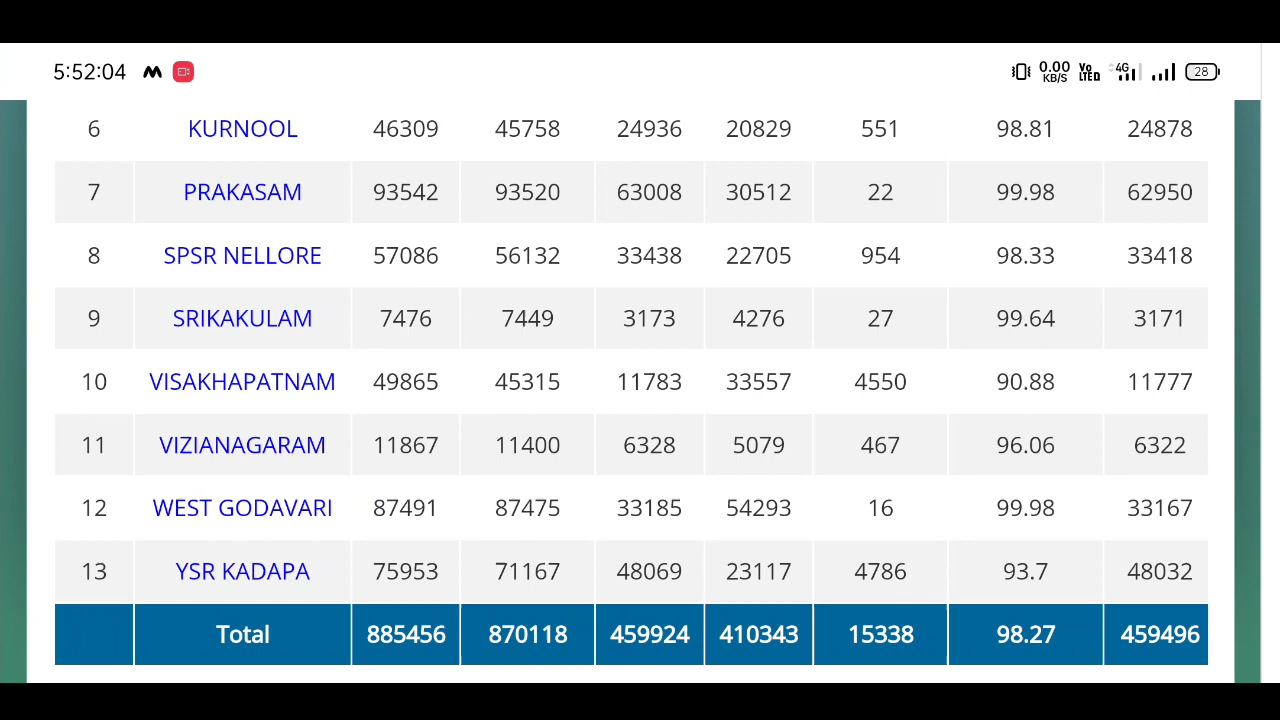 5:52:04 0.00 KB/S Vo LTED 4G 28
6 KURNOOL 46309 45758 24936 20829 551 98.81 24878
7 PRAKASAM 93542 93520 63008 30512 22 99.98 62950
8 SPSR NELLORE 57086 56132 33438 22705 954 98.33 33418
9 SRIKAKULAM 7476 7449 3173 4276 27 99.64 3171
10 VISAKHAPATNAM 49865 45315 11783 33557 4550 90.88 11777
11 VIZIANAGARAM 11867 11400 6328 5079 467 96.06 6322
12 WEST GODAVARI 87491 87475 33185 54293 16 99.98 33167
13 YSR KADAPA 75953 71167 48069 23117 4786 93.7 48032
Total 885456 870118 459924 410343 15338 98.27 459496